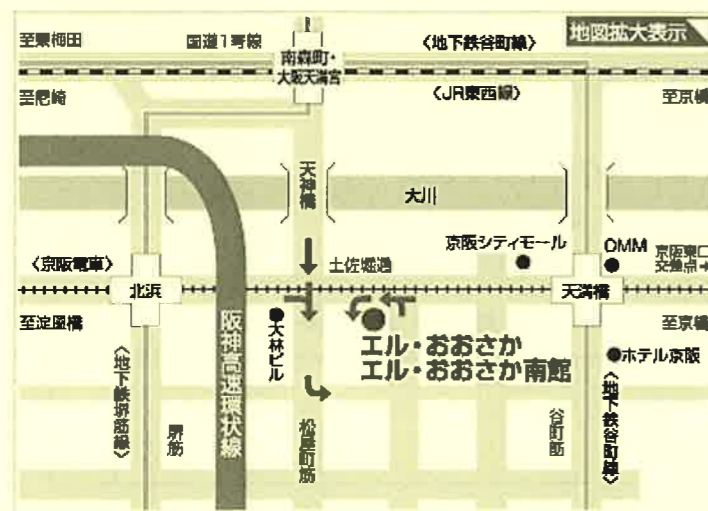 至東梅田
国道1号線
〈地下鉄谷町線〉
地図拡大表示
南森町・
大阪天満宮
至尼崎
〈JR東西線〉
至京橋
天神橋
大川
京阪シティモール
OMM
京阪東口
交差点→
〈京阪電車〉
土佐堀通
北浜
天満橋
至淀屋橋
至京橋
大林ビル
エル・おおさか
エル・おおさか南館
ホテル京阪
阪神高速環状線
〈地下鉄堺筋線〉
堺筋
松屋町筋
谷町筋
〈地下鉄谷町線〉